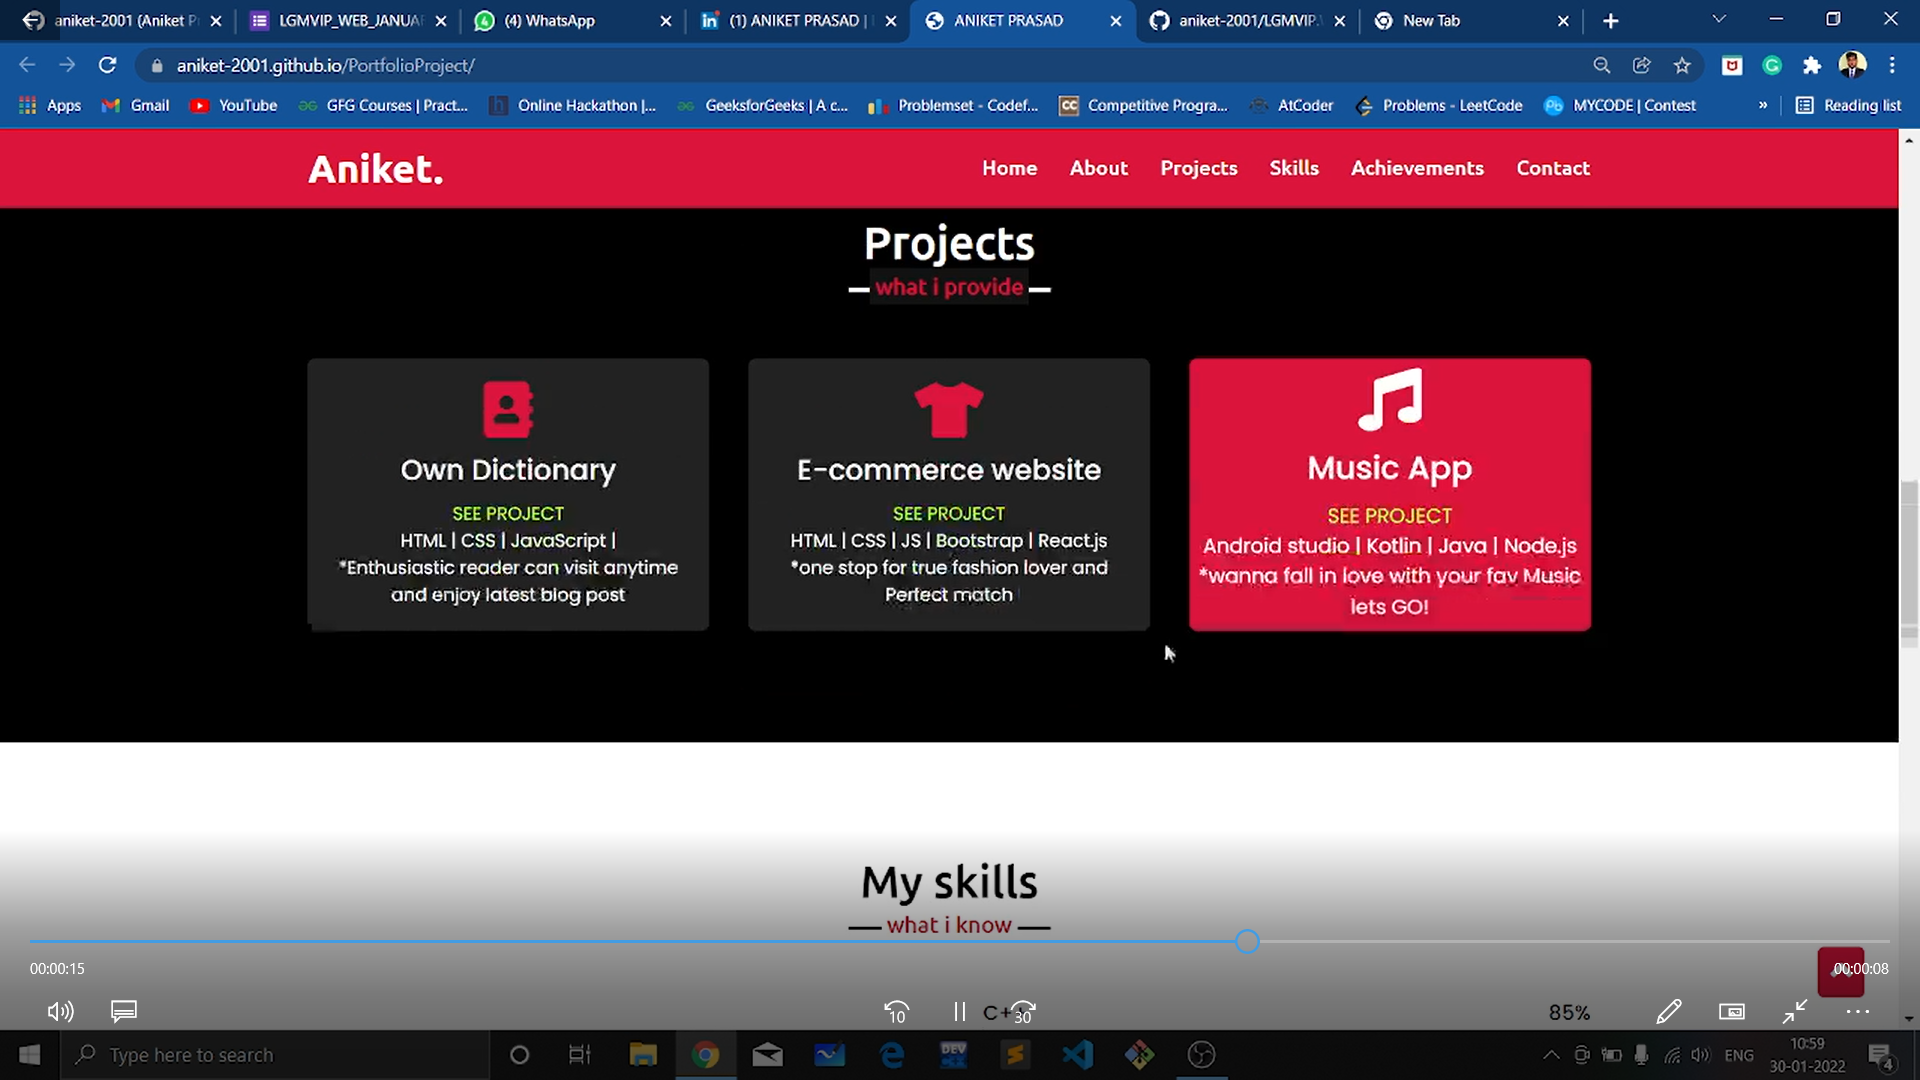 aniket-2001 (Aniket P
LGMVIP_WEB_JANUAR
(4) WhatsApp
(1) ANIKET PRASAD |
ANIKET PRASAD
aniket-2001/LGMVIP.
New Tab
aniket-2001.github.io/PortfolioProject/
Apps
Gmail
YouTube
GFG Courses | Pract...
Online Hackathon |...
GeeksforGeeks | A c...
Problemset - Codef...
Competitive Progra...
AtCoder
Problems - LeetCode
MYCODE | Contest
»
Reading list
Aniket.
Home
About
Projects
Skills
Achievements
Contact
Projects
what i provide
Own Dictionary
SEE PROJECT
HTML | CSS | JavaScript |
*Enthusiastic reader can visit anytime
and enjoy latest blog post
E-commerce website
SEE PROJECT
HTML | CSS | JS | Bootstrap | React.js
*one stop for true fashion lover and
Perfect match
Music App
SEE PROJECT
Android studio | Kotlin | Java | Node.js
*wanna fall in love with your fav Music
lets GO!
My skills
what i know
00:00:15
00:00:08
10
30
85%
Type here to search
DEV
ENG
10:59
30-01-2022
4